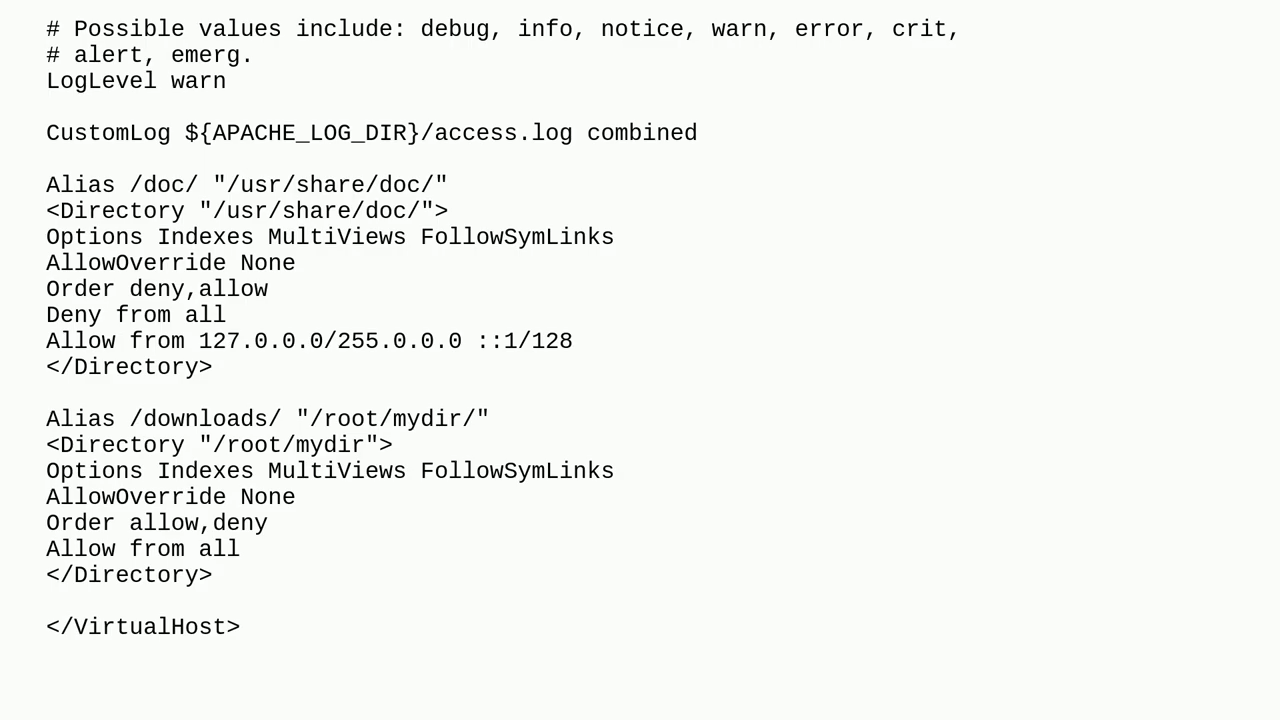 # Possible values include: debug, info, notice, warn, error, crit,
# alert, emerg.
LogLevel warn
CustomLog ${APACHE_LOG_DIR}/access.log combined
Alias /doc/ "/usr/share/doc/"
<Directory "/usr/share/doc/">
Options Indexes MultiViews FollowSymLinks
AllowOverride None
Order deny,allow
Deny from all
Allow from 127.0.0.0/255.0.0.0 ::1/128
</Directory>
Alias /downloads/ "/root/mydir/"
<Directory "/root/mydir">
Options Indexes MultiViews FollowSymLinks
AllowOverride None
Order allow,deny
Allow from all
</Directory>
</VirtualHost>